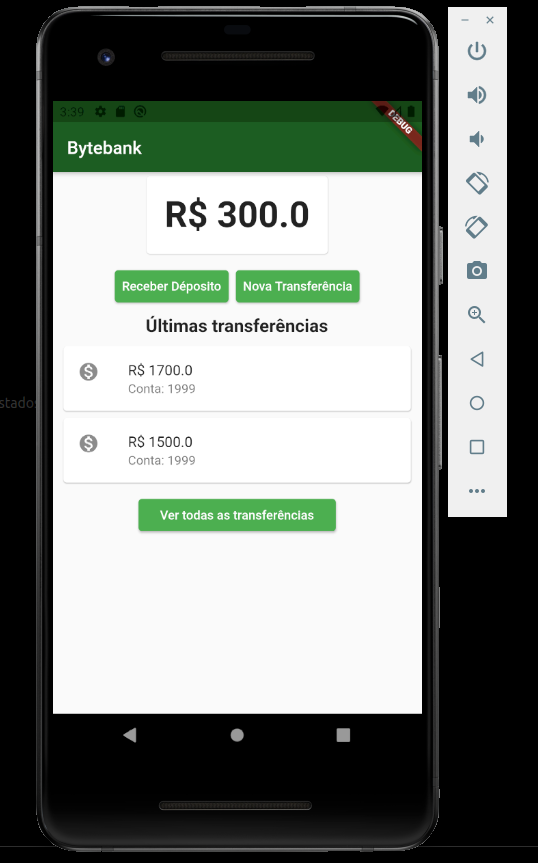 3:39
DEBUG
Bytebank
R$ 300.0
Receber Déposito
Nova Transferência
Últimas transferências
R$ 1700.0
Conta: 1999
R$ 1500.0
Conta: 1999
stados
Ver todas as transferências